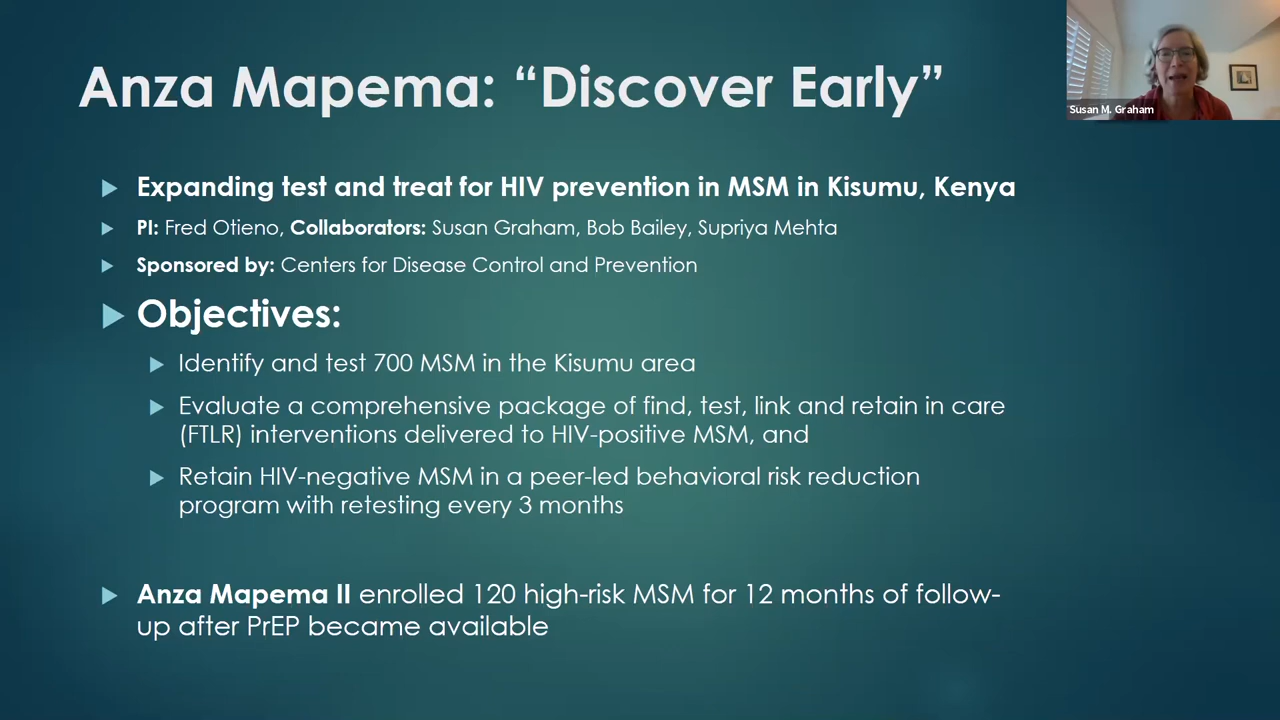 Anza Mapema: “Discover Early”
Susan M. Graham
Expanding test and treat for HIV prevention in MSM in Kisumu, Kenya
PI: Fred Otieno, Collaborators: Susan Graham, Bob Bailey, Supriya Mehta
Sponsored by: Centers for Disease Control and Prevention
Objectives:
Identify and test 700 MSM in the Kisumu area
Evaluate a comprehensive package of find, test, link and retain in care
(FTLR) interventions delivered to HIV-positive MSM, and
Retain HIV-negative MSM in a peer-led behavioral risk reduction
program with retesting every 3 months
Anza Mapema II enrolled 120 high-risk MSM for 12 months of follow-
up after PrEP became available